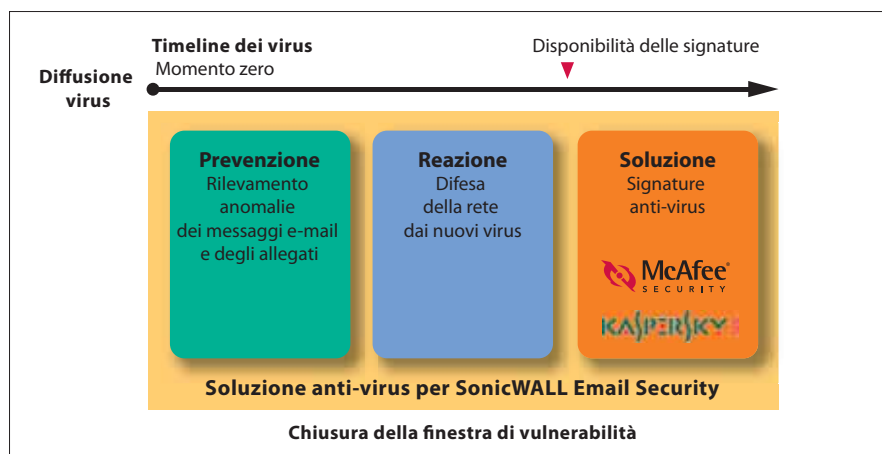 Timeline dei virus
Momento zero
Disponibilità delle signature
Diffusione
virus
Prevenzione
Rilevamento
anomalie
dei messaggi e-mail
e degli allegati
Reazione
Difesa
della rete
dai nuovi virus
Soluzione
Signature
anti-virus
McAfee®
SECURITY
KASPERSKY
Soluzione anti-virus per SonicWALL Email Security
Chiusura della finestra di vulnerabilità